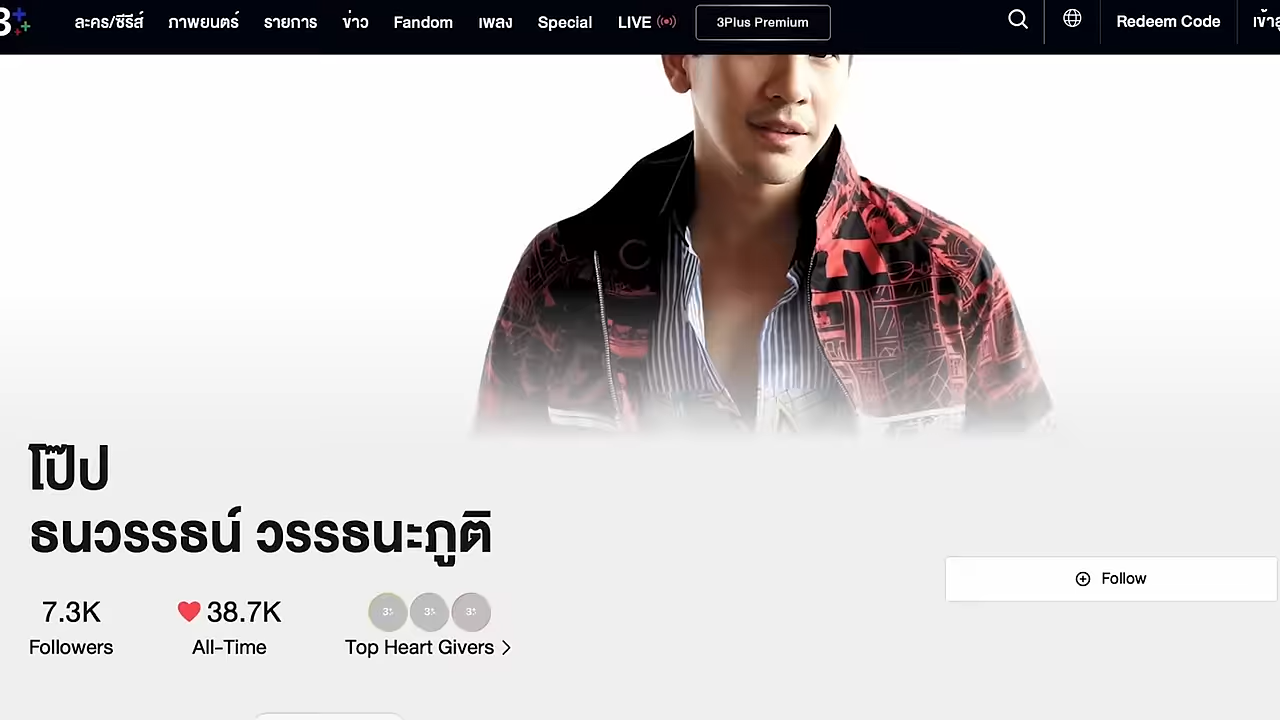 3+
ละคร/ซีรีส์ ภาพยนตร์ รายการ ข่าว Fandom เพลง Special LIVE 3Plus Premium Redeem Code
โป๊ป
ธนวรรธน์ วรรธนะภูติ
Follow
7.3K 38.7K
Followers All-Time Top Heart Givers